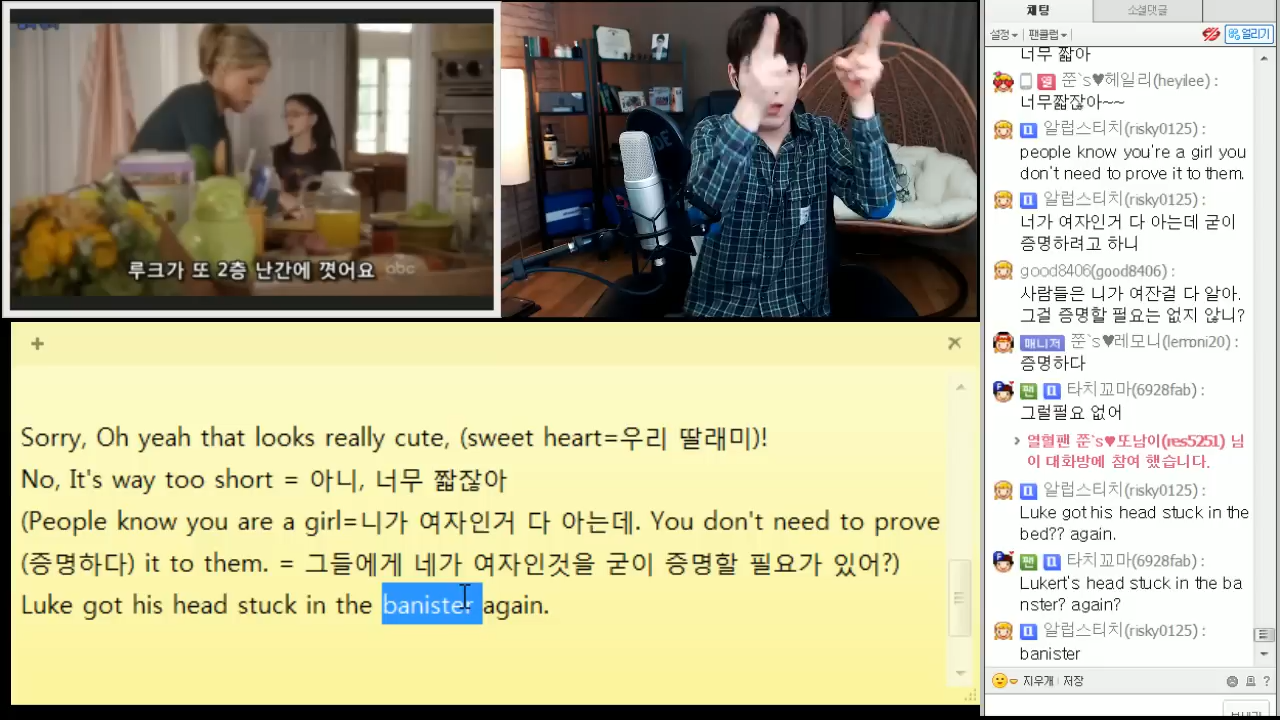 루크가 또 2층 난간에 꼈어요
abc
Sorry, Oh yeah that looks really cute, (sweet heart=우리 딸래미)!
No, It's way too short = 아니, 너무 짧잖아
(People know you are a girl=니가 여자인거 다 아는데. You don't need to prove
(증명하다) it to them. = 그들에게 네가 여자인것을 굳이 증명할 필요가 있어?)
Luke got his head stuck in the banister again.
채팅
소셜댓글
설정 팬클럽
얼리기
너무 짧아
열 쭌`s♥헤일리(heyilee) :
너무짧잖아~~
알럽스티치(risky0125) :
people know you're a girl you
don't need to prove it to them.
알럽스티치(risky0125) :
너가 여자인거 다 아는데 굳이
증명하려고 하니
good8406(good8406) :
사람들은 니가 여잔걸 다 알아.
그걸 증명할 필요는 없지 않니?
매니저 쭌`s♥레모니(lemoni20) :
증명하다
팬 타치꼬마(6928fab) :
그럴필요 없어
열혈팬 쭌`s♥또남이(res5251) 님
이 대화방에 참여 했습니다.
알럽스티치(risky0125) :
Luke got his head stuck in the
bed?? again.
팬 타치꼬마(6928fab) :
Lukert's head stuck in the ba
nster? again?
알럽스티치(risky0125) :
banister
지우개 저장
?